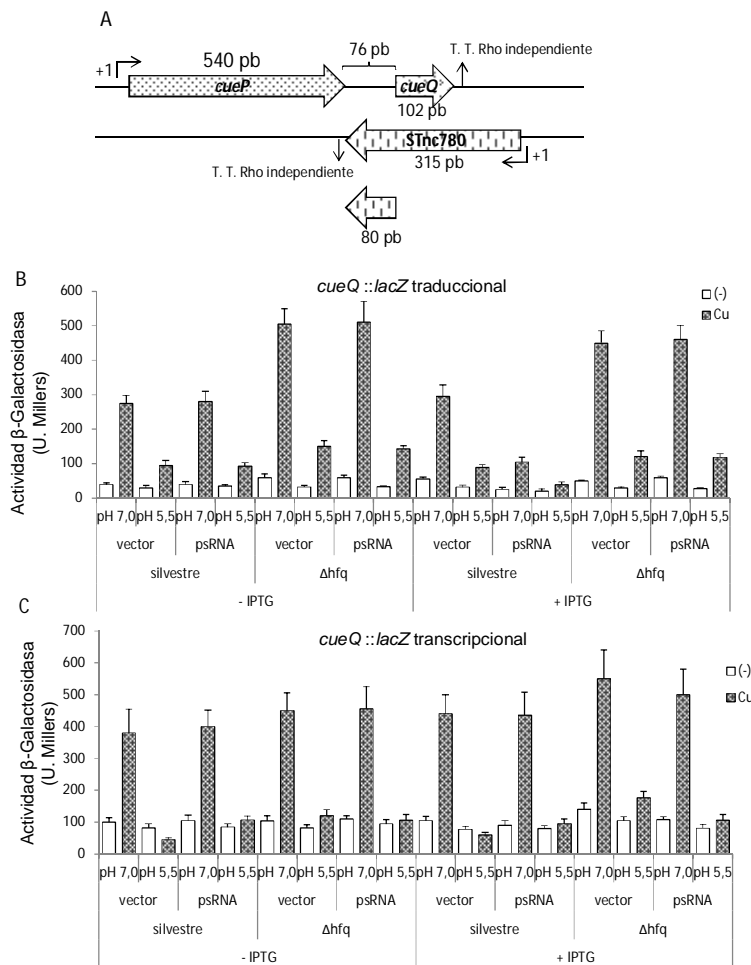 A
540 pb
76 pb
T. T. Rho independiente
+1
cueP
cueQ
102 pb
STnc780
315 pb
+1
T. T. Rho independiente
80 pb
B
cueQ ::lacZ traduccional
(-)
Cu
Actividad β-Galactosidasa
(U. Millers)
600
500
400
300
200
100
0
pH 7,0 pH 5,5 pH 7,0 pH 5,5 pH 7,0 pH 5,5 pH 7,0 pH 5,5 pH 7,0 pH 5,5 pH 7,0 pH 5,5 pH 7,0 pH 5,5 pH 7,0 pH 5,5
vector psRNA vector psRNA vector psRNA vector psRNA
silvestre Δhfq silvestre Δhfq
- IPTG + IPTG
C
cueQ ::lacZ transcripcional
(-)
Cu
Actividad β-Galactosidasa
(U. Millers)
700
600
500
400
300
200
100
0
pH 7,0 pH 5,5 pH 7,0 pH 5,5 pH 7,0 pH 5,5 pH 7,0 pH 5,5 pH 7,0 pH 5,5 pH 7,0 pH 5,5 pH 7,0 pH 5,5 pH 7,0 pH 5,5
vector psRNA vector psRNA vector psRNA vector psRNA
silvestre Δhfq silvestre Δhfq
- IPTG + IPTG